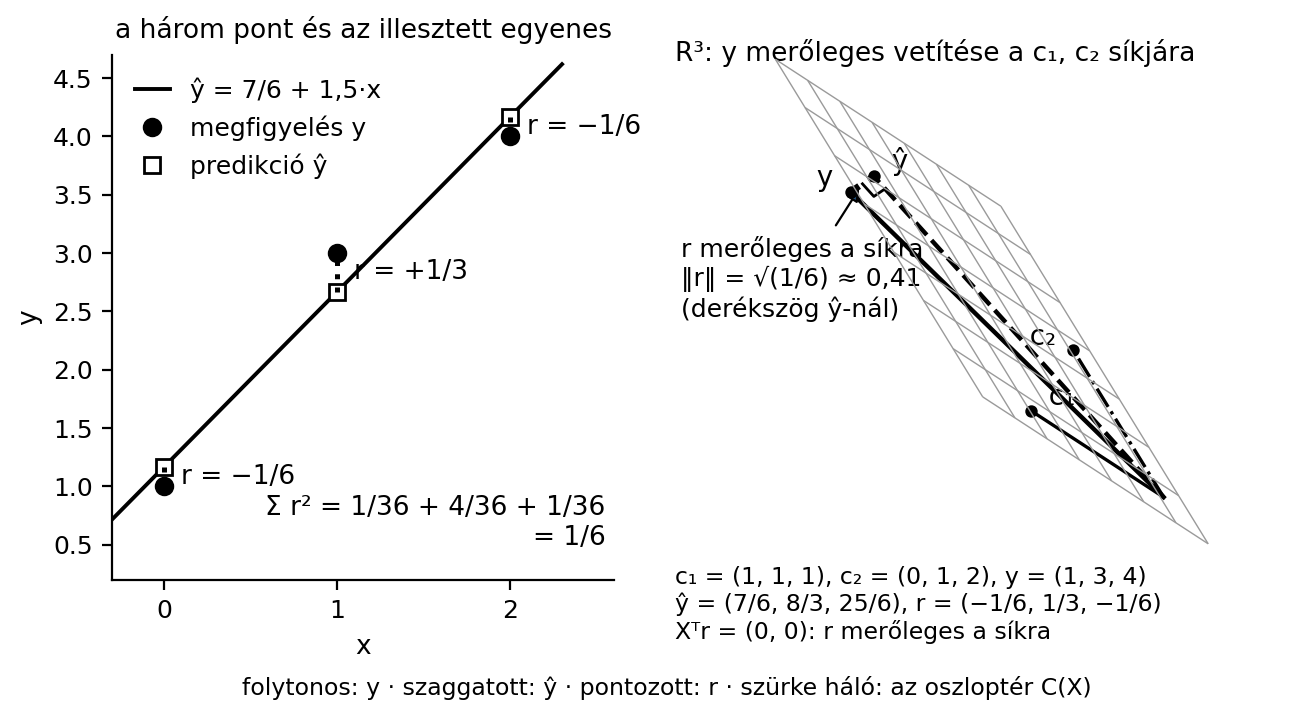 a három pont és az illesztett egyenes
ŷ = 7/6 + 1,5·x
megfigyelés y
predikció ŷ
4.5
4.0
3.5
3.0
2.5
2.0
1.5
1.0
0.5
y
r = −1/6
r = +1/3
r = −1/6
Σ r² = 1/36 + 4/36 + 1/36
= 1/6
0
1
2
x
R³: y merőleges vetítése a c₁, c₂ síkjára
ŷ
y
r merőleges a síkra
‖r‖ = √(1/6) ≈ 0,41
(derékszög ŷ-nál)
c₂
c₁
c₁ = (1, 1, 1), c₂ = (0, 1, 2), y = (1, 3, 4)
ŷ = (7/6, 8/3, 25/6), r = (−1/6, 1/3, −1/6)
Xᵀr = (0, 0): r merőleges a síkra
folytonos: y · szaggatott: ŷ · pontozott: r · szürke háló: az oszloptér C(X)